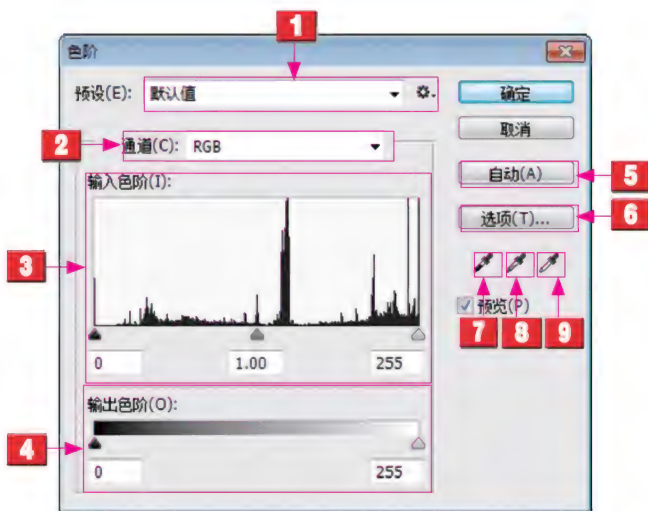 1
色阶
预设(E): 默认值
确定
2
通道(C): RGB
取消
输入色阶(I):
自动(A)
5
选项(T)...
6
3
预览(P)
7
8
9
0
1.00
255
输出色阶(O):
4
0
255